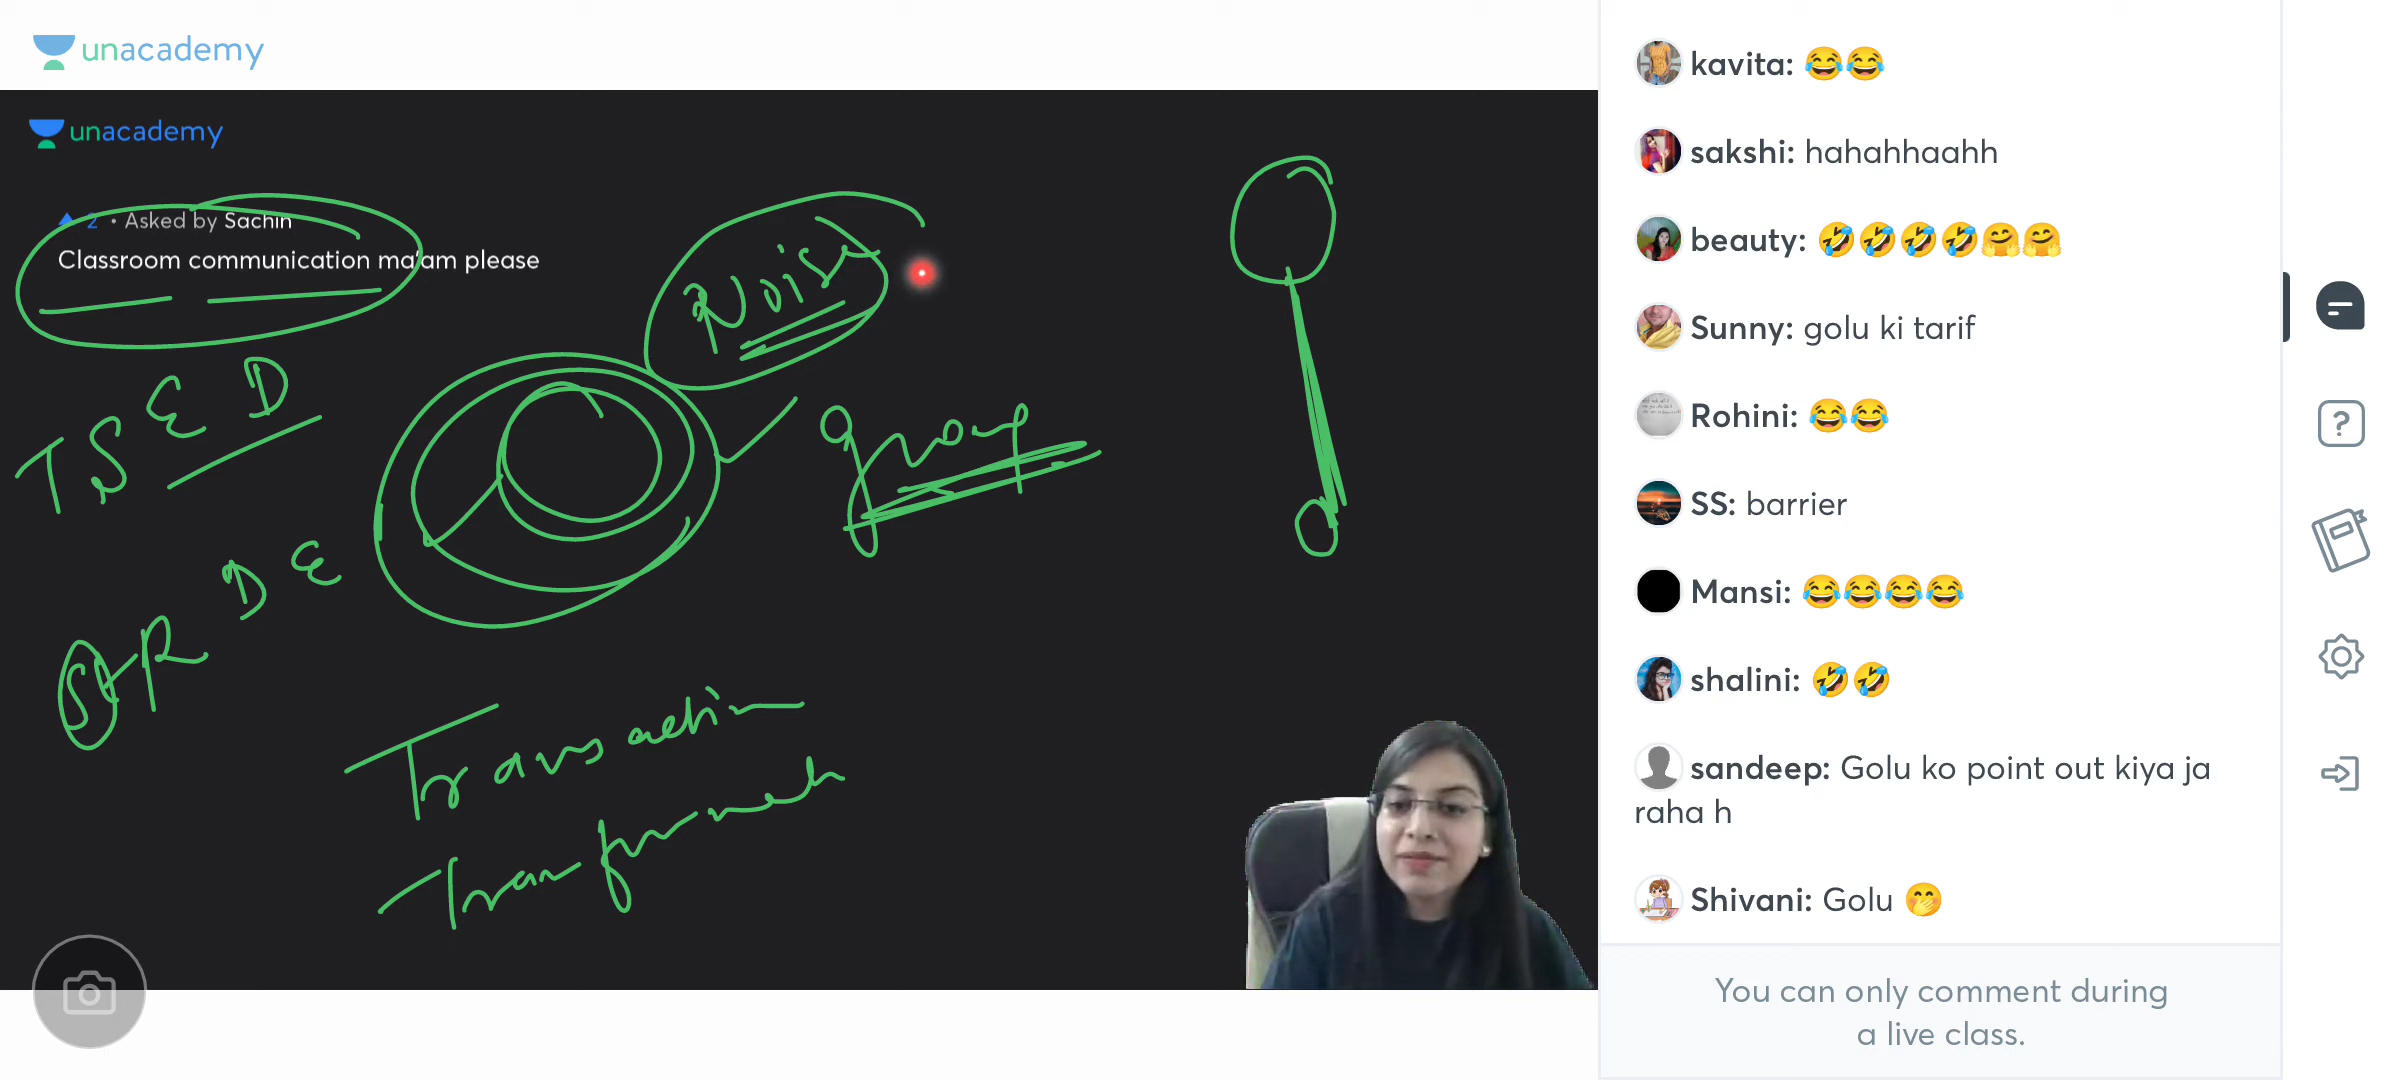 unacademy
unacademy
2 • Asked by Sachin
Classroom communication ma'am please
Noise
T S E D
group
S R D E
Transaction
kavita: 😂😂
sakshi: hahahhaahh
beauty: 🤣🤣🤣🤣🤗🤗
Sunny: golu ki tarif
Rohini: 😂😂
SS: barrier
Mansi: 😂😂😂😂
shalini: 🤣🤣
sandeep: Golu ko point out kiya ja
raha h
Shivani: Golu 🤭
You can only comment during
a live class.